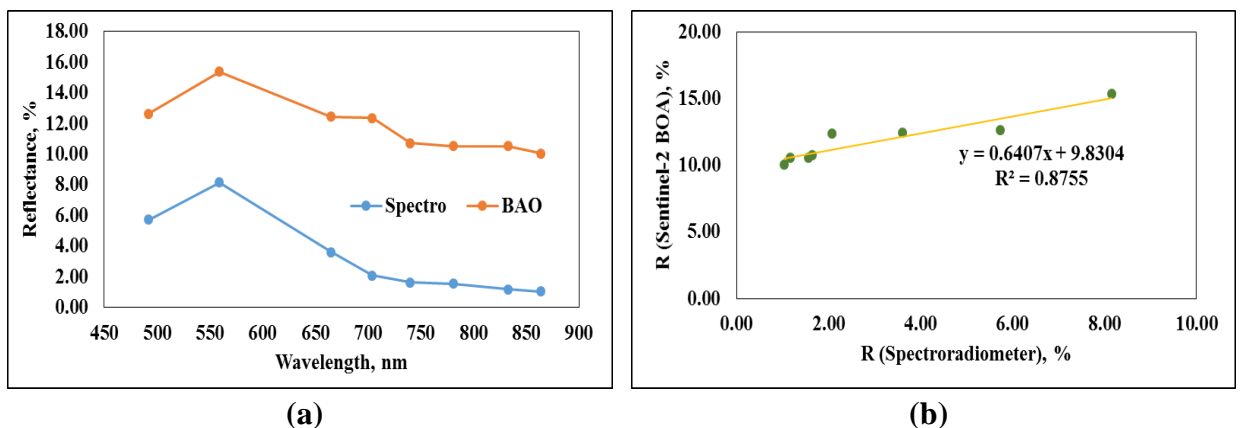 18.00
16.00
14.00
12.00
10.00
8.00
6.00
4.00
2.00
0.00
Reflectance, %
Spectro BAO
450 500 550 600 650 700 750 800 850 900
Wavelength, nm
(a)
20.00
15.00
10.00
5.00
0.00
R (Sentinel-2 BOA), %
y = 0.6407x + 9.8304
R² = 0.8755
0.00 2.00 4.00 6.00 8.00 10.00
R (Spectroradiometer), %
(b)